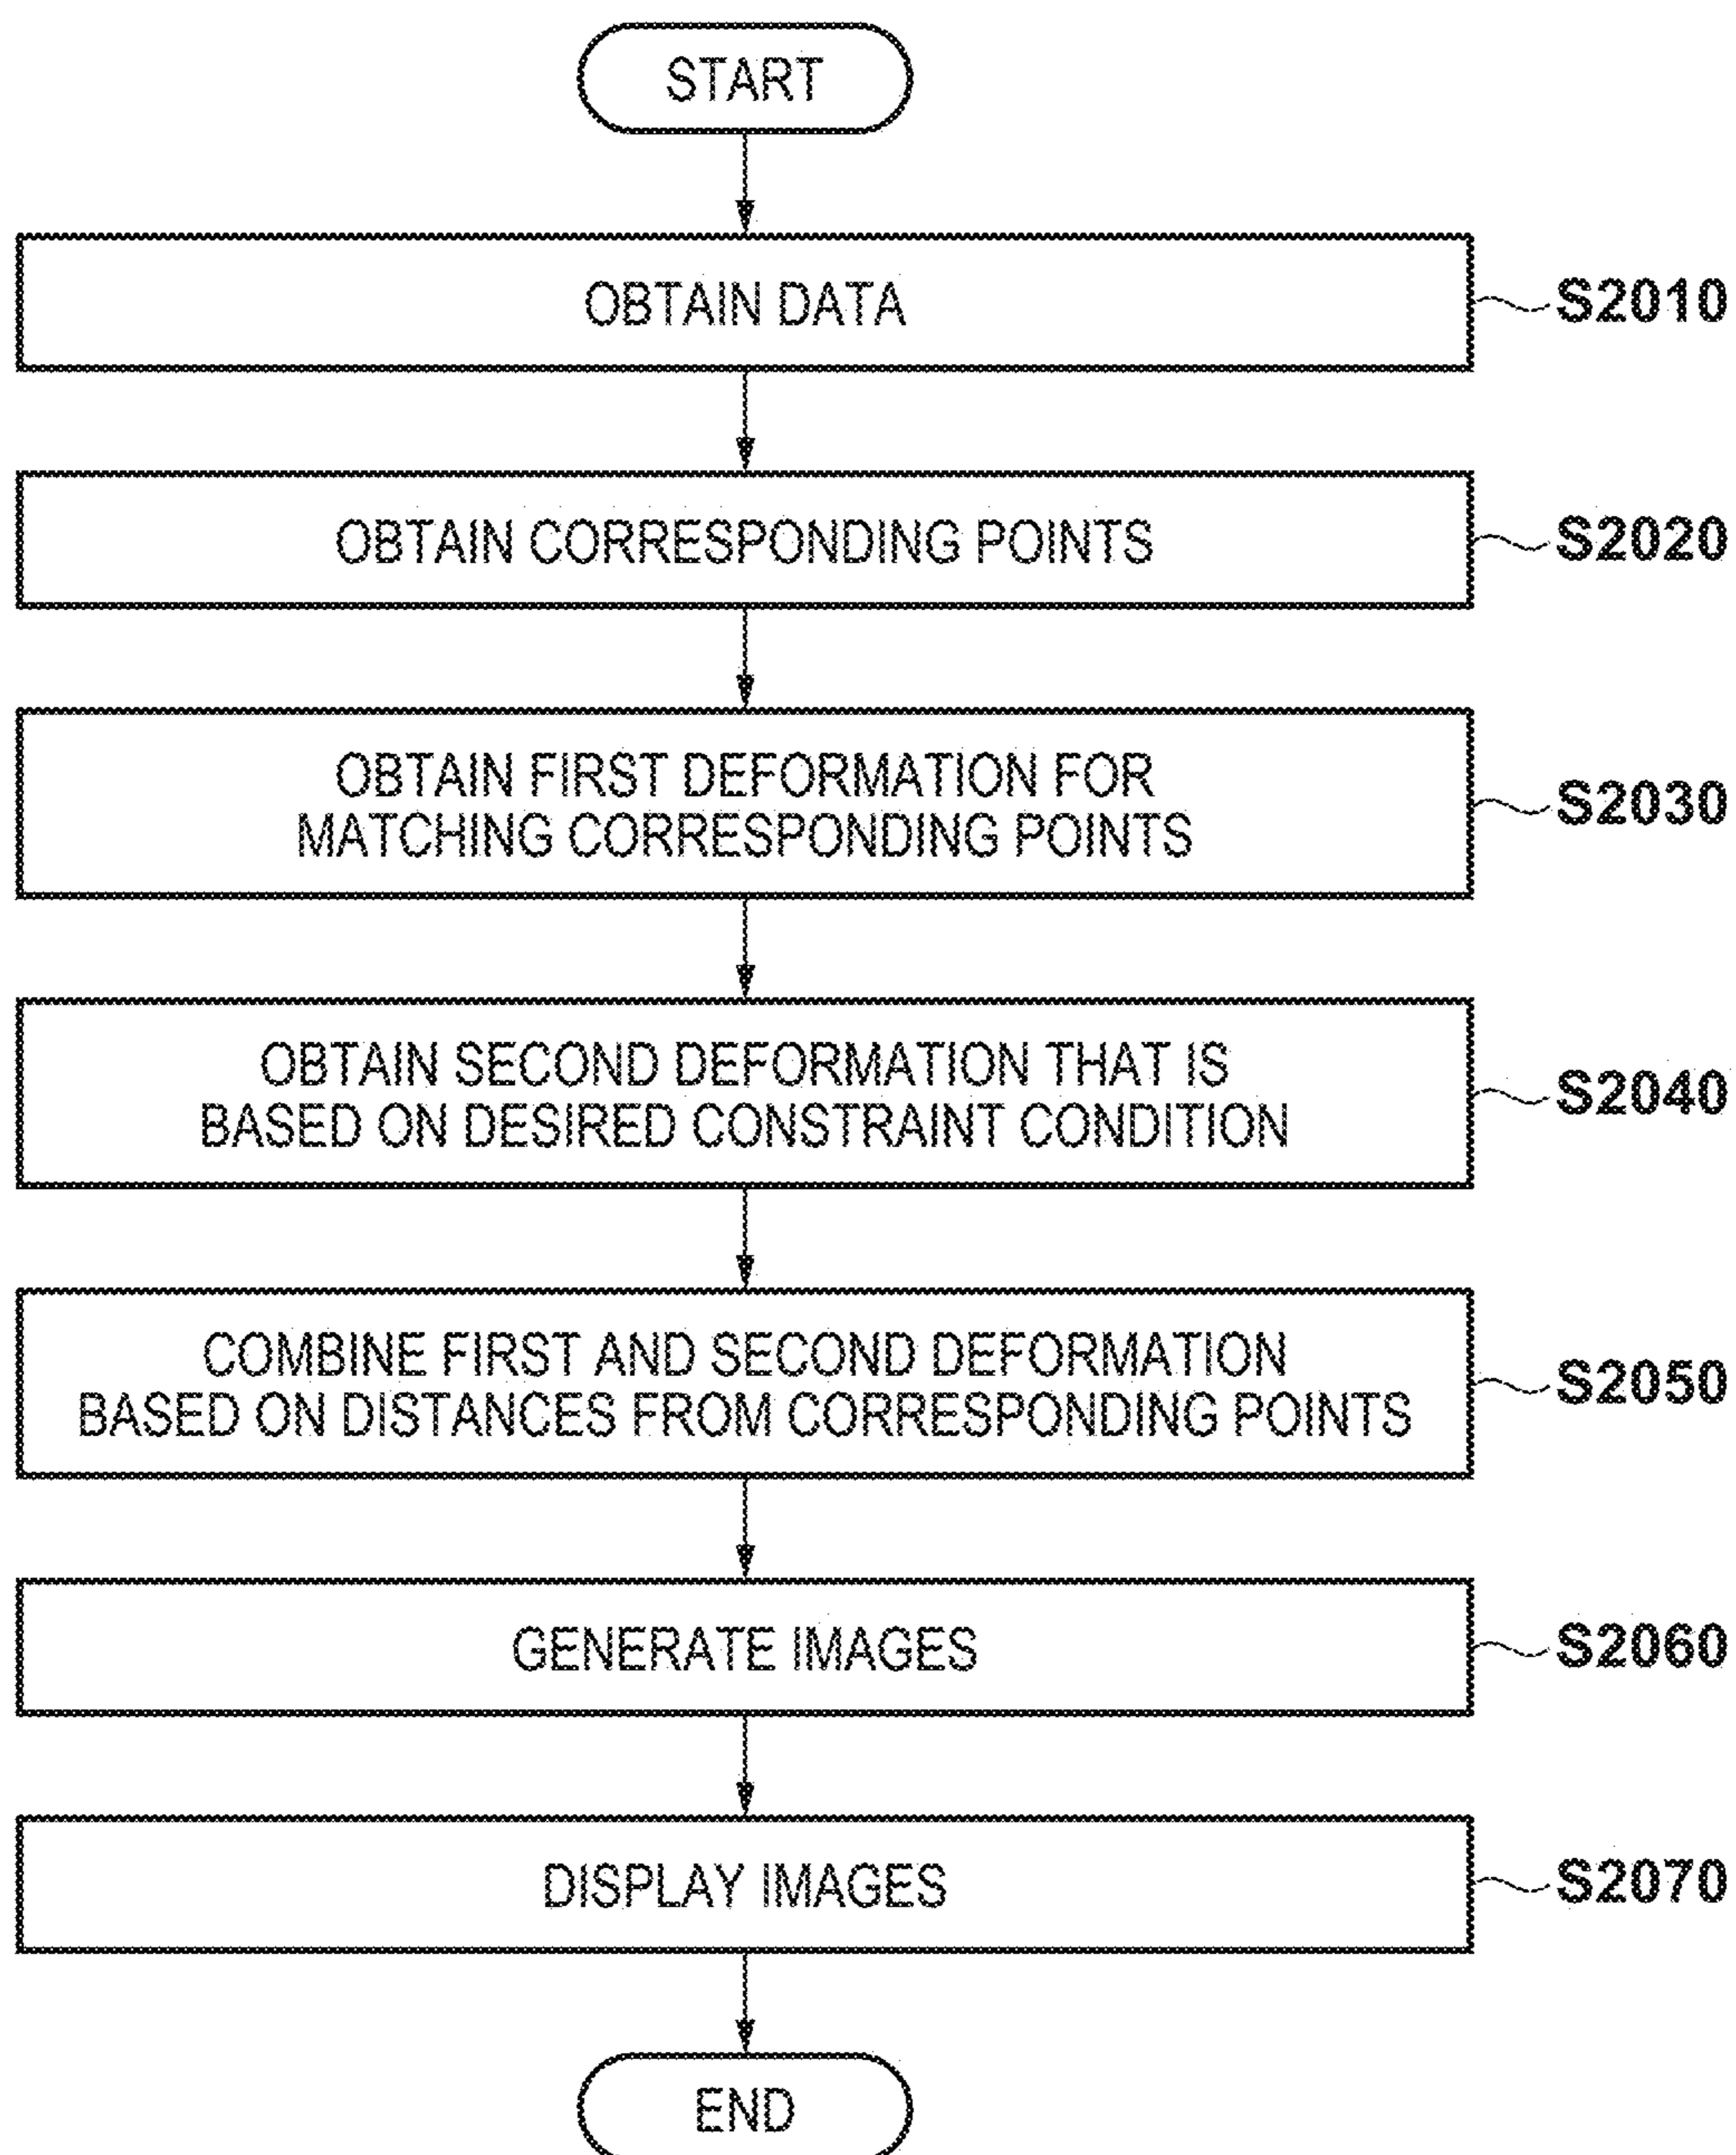 START
OBTAIN DATA
S2010
OBTAIN CORRESPONDING POINTS
S2020
OBTAIN FIRST DEFORMATION FOR
MATCHING CORRESPONDING POINTS
S2030
OBTAIN SECOND DEFORMATION THAT IS
BASED ON DESIRED CONSTRAINT CONDITION
S2040
COMBINE FIRST AND SECOND DEFORMATION
BASED ON DISTANCES FROM CORRESPONDING POINTS
S2050
GENERATE IMAGES
S2060
DISPLAY IMAGES
S2070
END